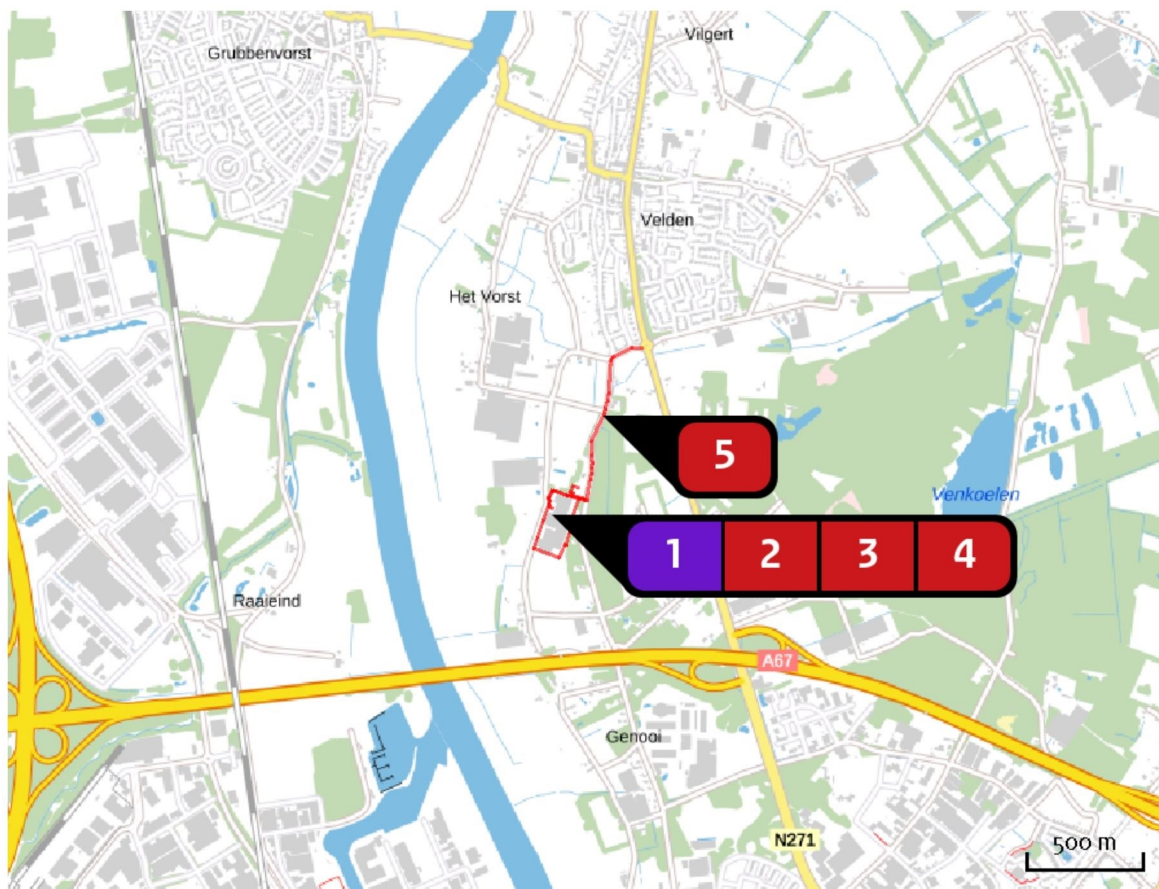 Grubbenvorst
Vilgert
Velden
Het Vorst
5
Venkoelen
1 2 3 4
Raaieind
A67
Genooi
N271
500 m